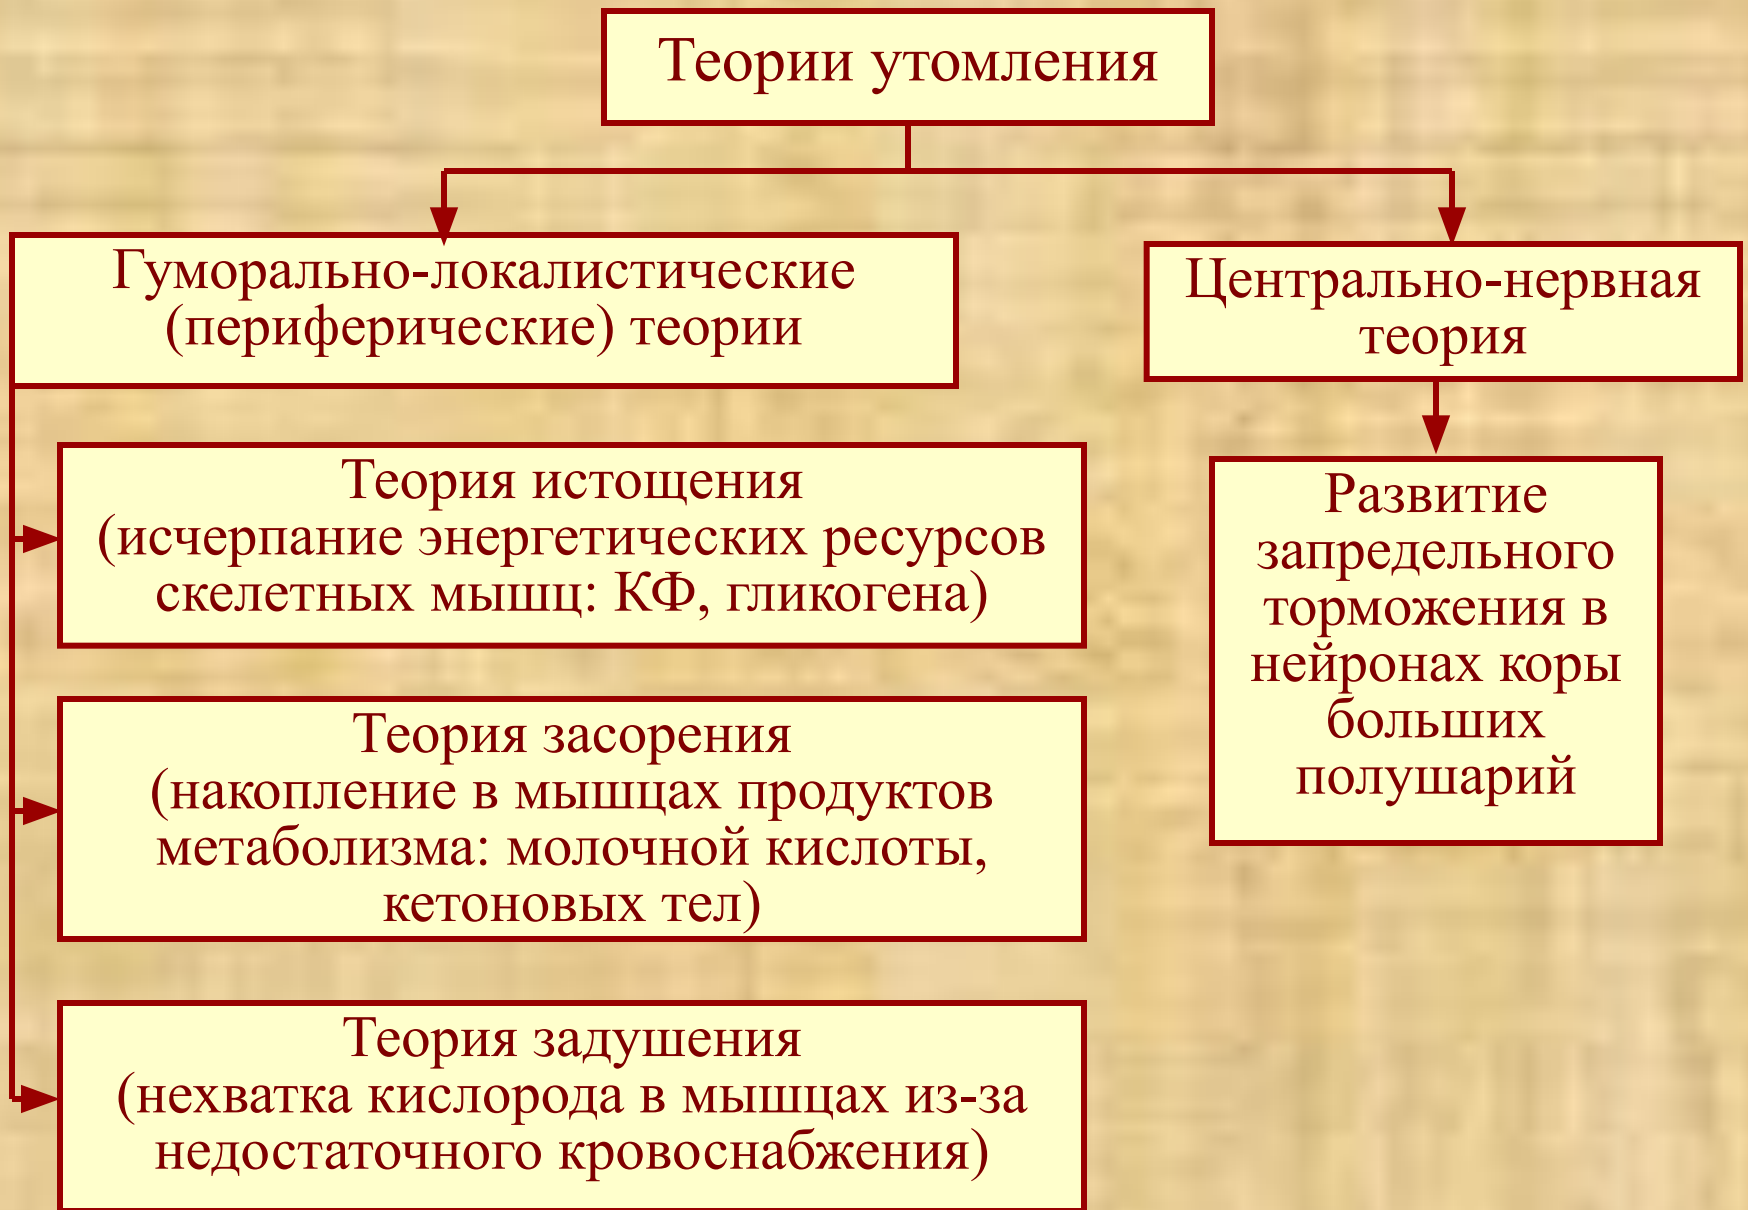 Теории утомления
Гуморально-локалистические
(периферические) теории
Центрально-нервная
теория
Теория истощения
(исчерпание энергетических ресурсов
скелетных мышц: КФ, гликогена)
Теория засорения
(накопление в мышцах продуктов
метаболизма: молочной кислоты,
кетоновых тел)
Теория задушения
(нехватка кислорода в мышцах из-за
недостаточного кровоснабжения)
Развитие
запредельного
торможения в
нейронах коры
больших
полушарий